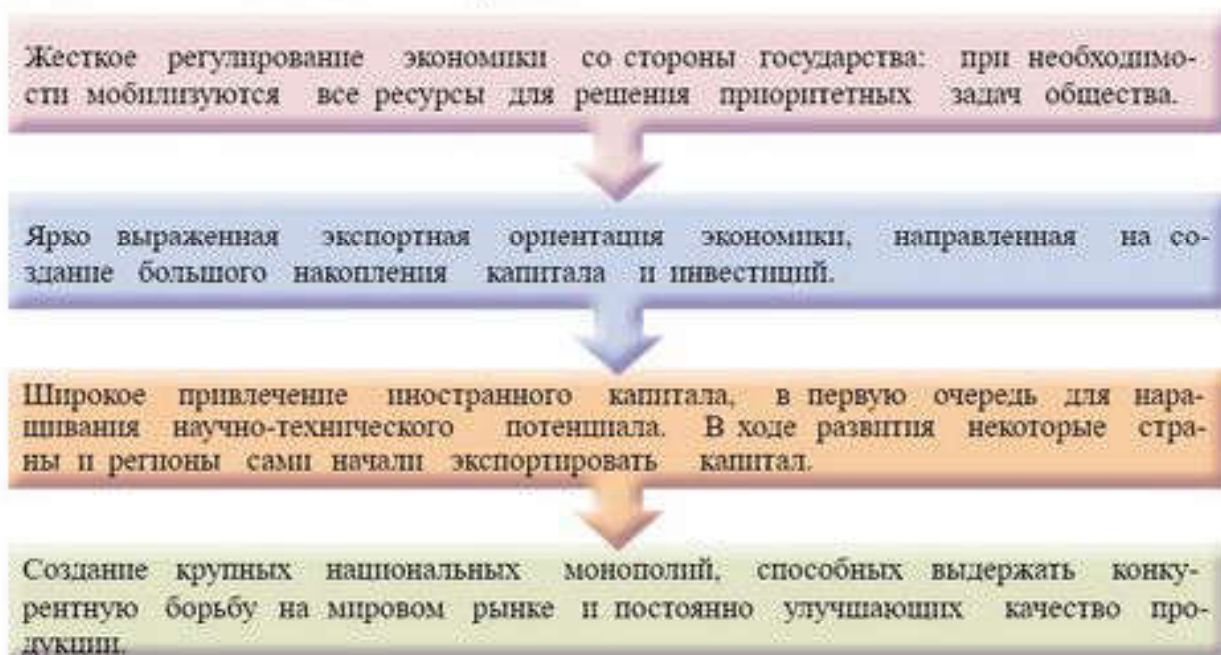 Жесткое регулирование экономики со стороны государства: при необходимо-
сти мобилизуются все ресурсы для решения приоритетных задач общества.
Ярко выраженная экспортная ориентация экономики, направленная на со-
здание большого накопления капитала и инвестиций.
Широкое привлечение иностранного капитала, в первую очередь для нара-
щивания научно-технического потенциала. В ходе развития некоторые стра-
ны и регионы сами начали экспортировать капитал.
Создание крупных национальных монополий, способных выдержать конку-
рентную борьбу на мировом рынке и постоянно улучшающих качество про-
дукции.